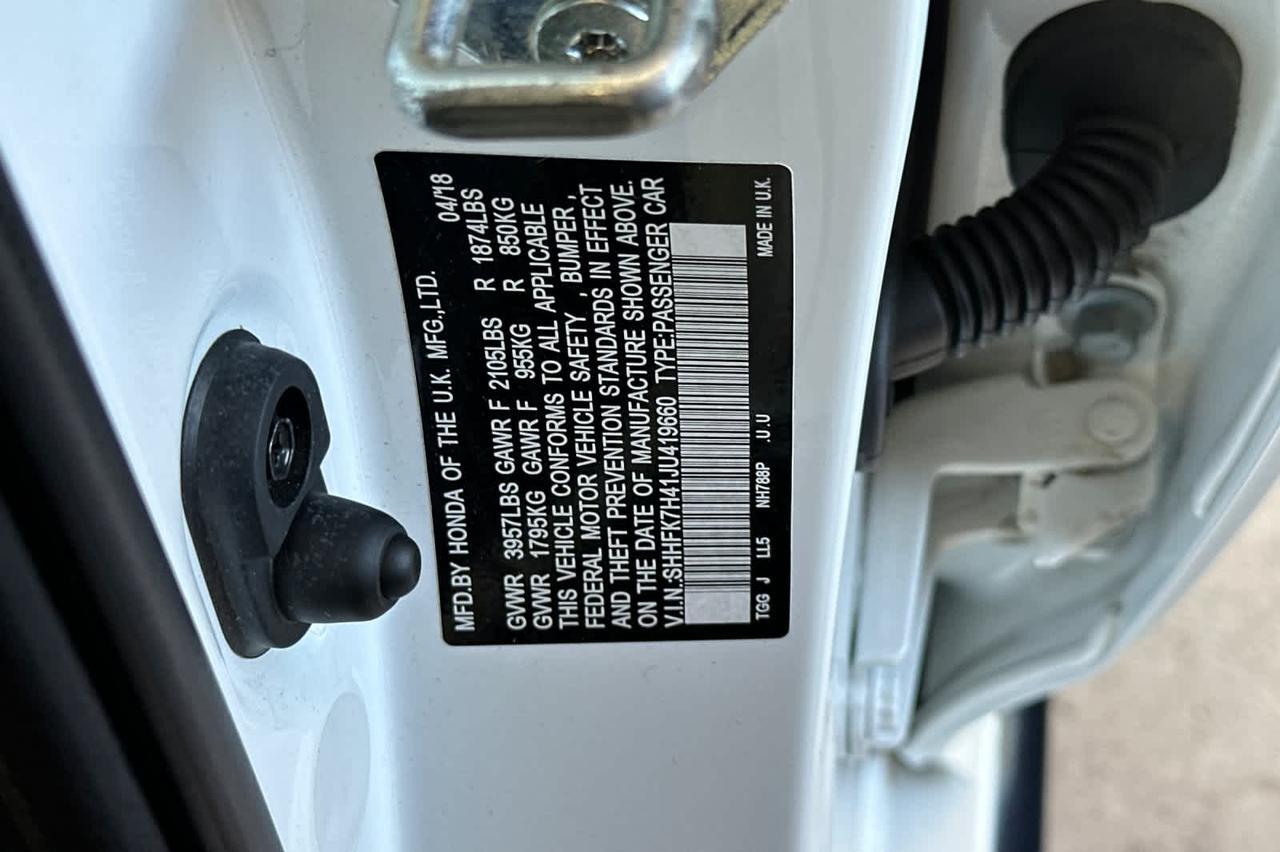 MFD.BY HONDA OF THE U.K. MFG.,LTD. 04/18
GVWR 3957LBS GAWR F 2105LBS R 1874LBS
GVWR 1795KG GAWR F 955KG R 850KG
THIS VEHICLE CONFORMS TO ALL APPLICABLE
FEDERAL MOTOR VEHICLE SAFETY , BUMPER ,
AND THEFT PREVENTION STANDARDS IN EFFECT
ON THE DATE OF MANUFACTURE SHOWN ABOVE.
V.I.N.:SHHFK7H41JU419660 TYPE:PASSENGER CAR
TGG J LL5 NH788P .U.U MADE IN U.K.